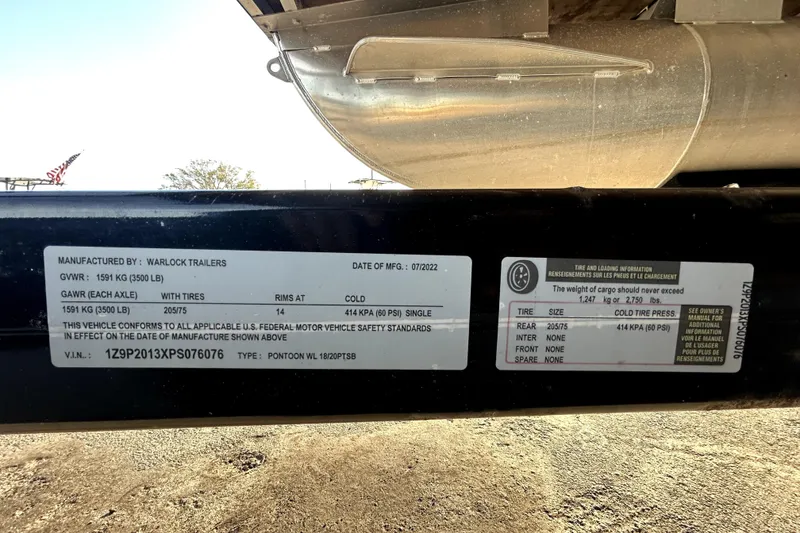 MANUFACTURED BY : WARLOCK TRAILERS DATE OF MFG. : 07/2022
GVWR : 1591 KG (3500 LB)
GAWR (EACH AXLE) WITH TIRES RIMS AT COLD
1591 KG (3500 LB) 205/75 14 414 KPA (60 PSI) SINGLE
THIS VEHICLE CONFORMS TO ALL APPLICABLE U.S. FEDERAL MOTOR VEHICLE SAFETY STANDARDS
IN EFFECT ON THE DATE OF MANUFACTURE SHOWN ABOVE
V.I.N. : 1Z9P2013XPS076076 TYPE : PONTOON WL 18/20PTSB
TIRE AND LOADING INFORMATION
RENSEIGNEMENTS SUR LES PNEUS ET LE CHARGEMENT
The weight of cargo should never exceed
1,247 kg or 2,750 lbs.
TIRE SIZE COLD TIRE PRESS.
REAR 205/75 414 KPA (60 PSI)
INTER NONE
FRONT NONE
SPARE NONE
SEE OWNER'S
MANUAL FOR
ADDITIONAL
INFORMATION
VOIR LE MANUEL
DE L'USAGER
POUR PLUS DE
RENSEIGNEMENTS
1Z9P2013XPS076076